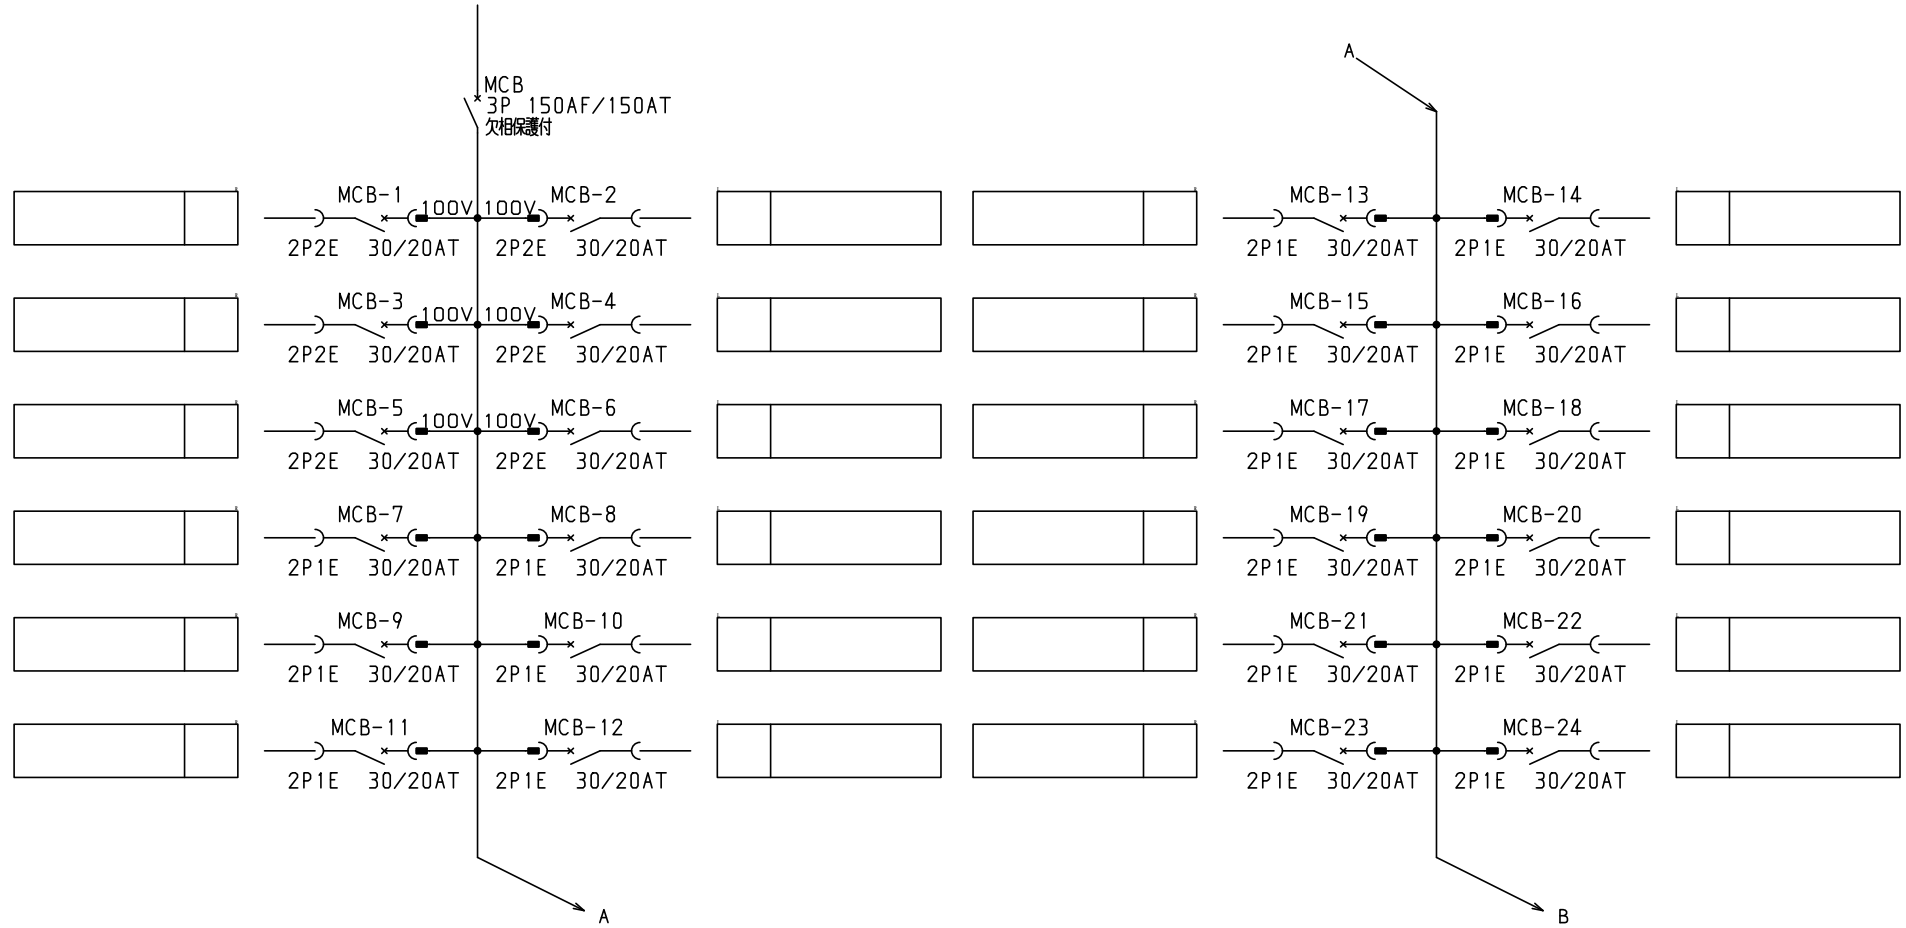 MCB
3P 150AF/150AT
欠相保護付
MCB-1 100V 100V MCB-2
2P2E 30/20AT 2P2E 30/20AT
MCB-3 100V 100V MCB-4
2P2E 30/20AT 2P2E 30/20AT
MCB-5 100V 100V MCB-6
2P2E 30/20AT 2P2E 30/20AT
MCB-7 MCB-8
2P1E 30/20AT 2P1E 30/20AT
MCB-9 MCB-10
2P1E 30/20AT 2P1E 30/20AT
MCB-11 MCB-12
2P1E 30/20AT 2P1E 30/20AT
A
A
MCB-13 MCB-14
2P1E 30/20AT 2P1E 30/20AT
MCB-15 MCB-16
2P1E 30/20AT 2P1E 30/20AT
MCB-17 MCB-18
2P1E 30/20AT 2P1E 30/20AT
MCB-19 MCB-20
2P1E 30/20AT 2P1E 30/20AT
MCB-21 MCB-22
2P1E 30/20AT 2P1E 30/20AT
MCB-23 MCB-24
2P1E 30/20AT 2P1E 30/20AT
B